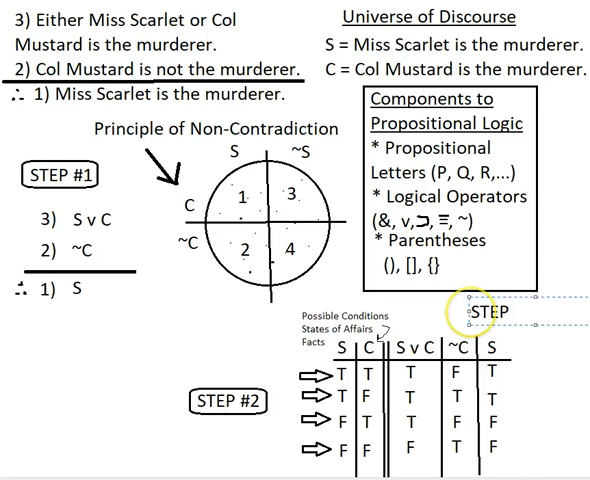 3) Either Miss Scarlet or Col
Mustard is the murderer.
2) Col Mustard is not the murderer.
∴ 1) Miss Scarlet is the murderer.
Universe of Discourse
S = Miss Scarlet is the murderer.
C = Col Mustard is the murderer.
Components to
Propositional Logic
* Propositional
Letters (P, Q, R,...)
* Logical Operators
(&, v, ⊃, ≡, ~)
* Parentheses
(), [], {}
Principle of Non-Contradiction
S ~S
C 1 3
~C 2 4
STEP #1
3) S v C
2) ~C
∴ 1) S
STEP
Possible Conditions
States of Affairs
Facts
S C S v C ~C S
T T T F T
T F T T T
F T T F F
F F F T F
STEP #2